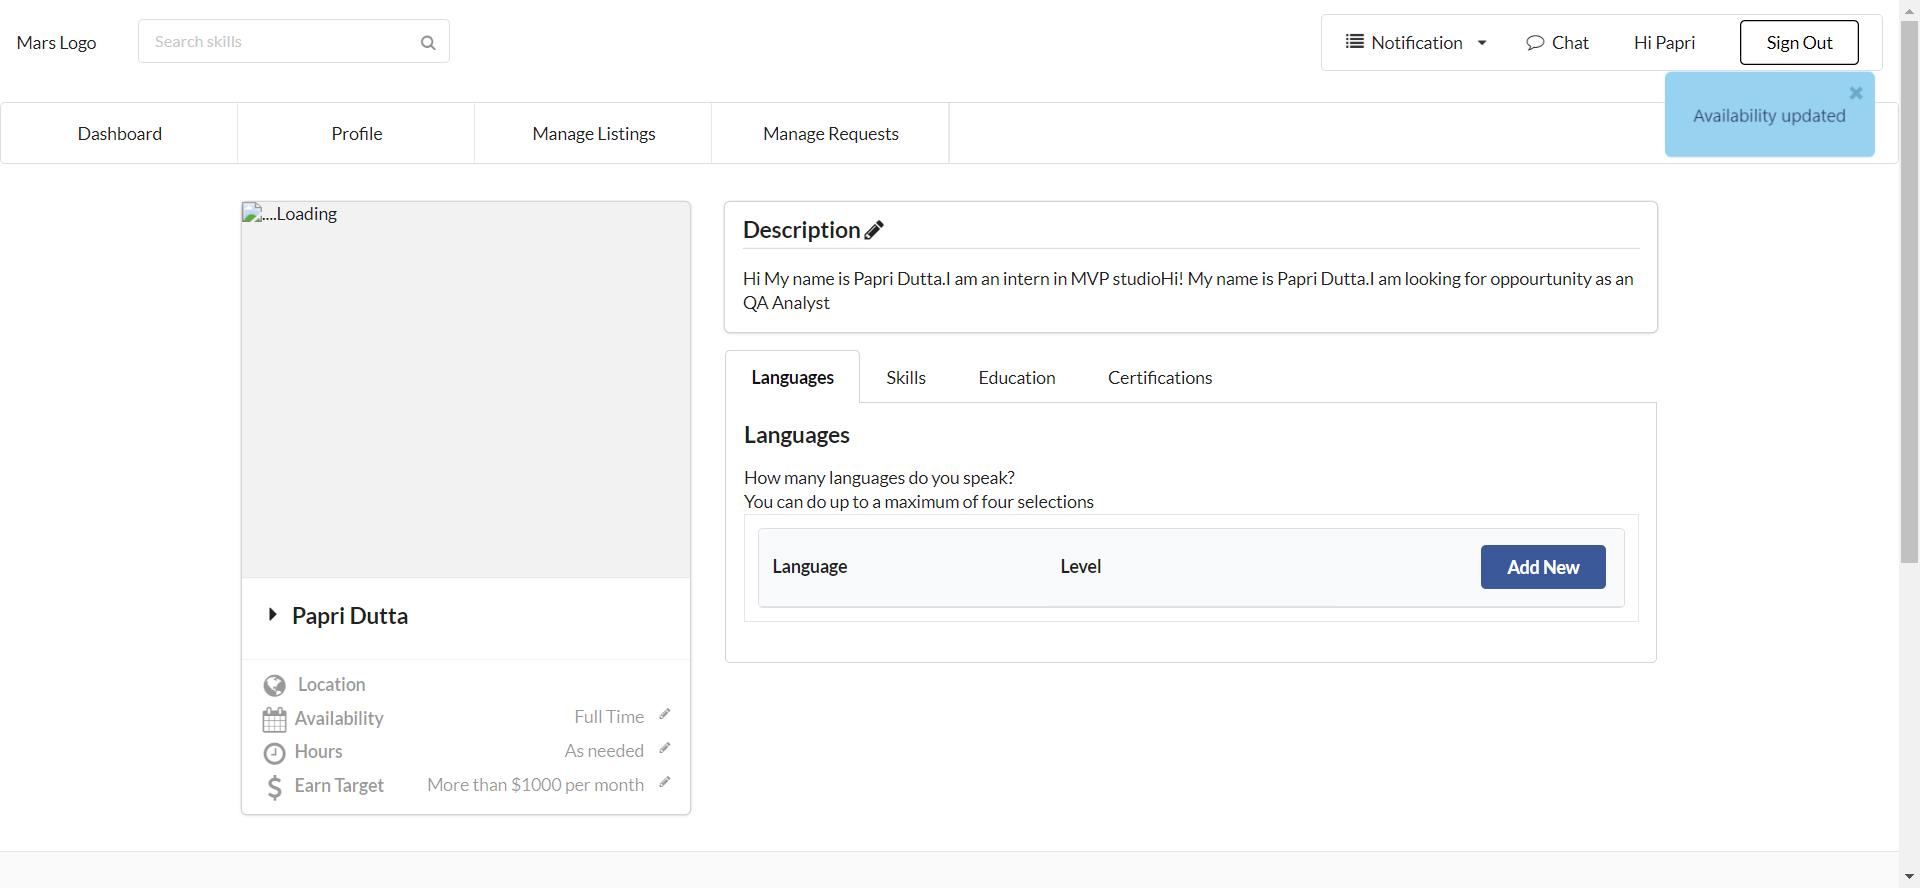 Mars Logo
Search skills
Notification
Chat
Hi Papri
Sign Out
Availability updated
Dashboard
Profile
Manage Listings
Manage Requests
....Loading
Description
Hi My name is Papri Dutta.I am an intern in MVP studioHi! My name is Papri Dutta.I am looking for oppourtunity as an
QA Analyst
Languages
Skills
Education
Certifications
Languages
How many languages do you speak?
You can do up to a maximum of four selections
Language
Level
Add New
Papri Dutta
Location
Availability
Full Time
Hours
As needed
Earn Target
More than $1000 per month